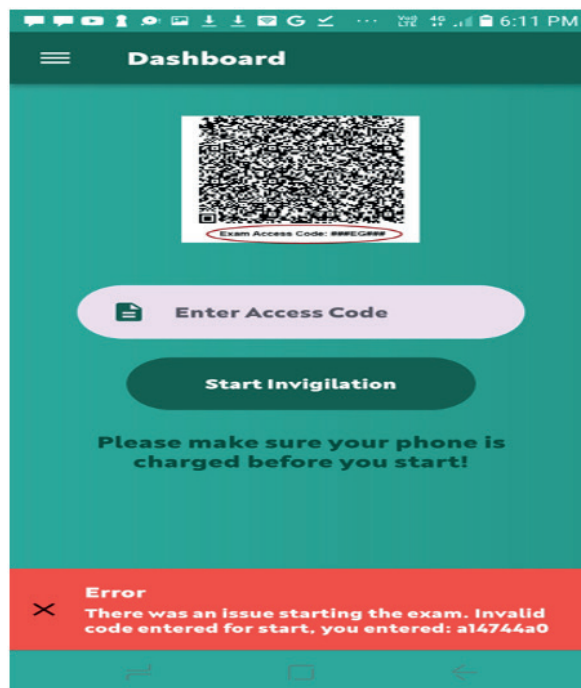 6:11 PM
Dashboard
Exam Access Code: ###EG###
Enter Access Code
Start Invigilation
Please make sure your phone is
charged before you start!
Error
There was an issue starting the exam. Invalid
code entered for start, you entered: a14744a0